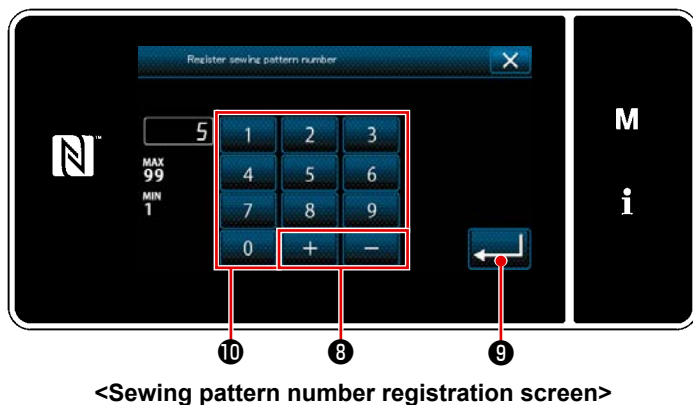 Register sewing pattern number
5
1 2 3
M
MAX
99
4 5 6
MIN
1
7 8 9
i
0 + −
❿ ❽ ❾
<Sewing pattern number registration screen>